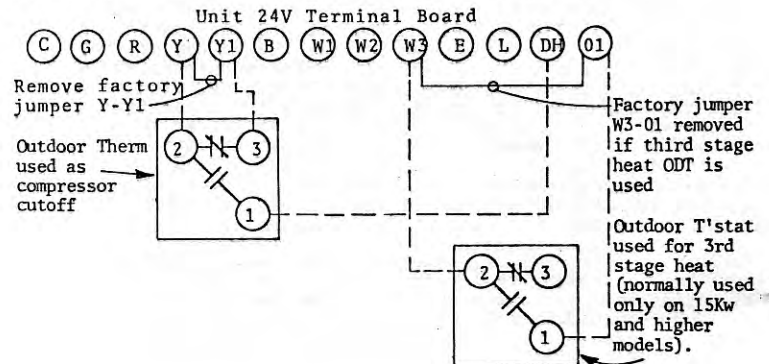 Unit 24V Terminal Board
C G R Y Y1 B W1 W2 W3 E L DH 01
Remove factory
jumper Y-Y1
Outdoor Therm
used as
compressor
cutoff
2 3
1
Factory jumper
W3-01 removed
if third stage
heat ODT is
used
Outdoor T'stat
used for 3rd
stage heat
(normally used
only on 15Kw
and higher
models).
2 3
1